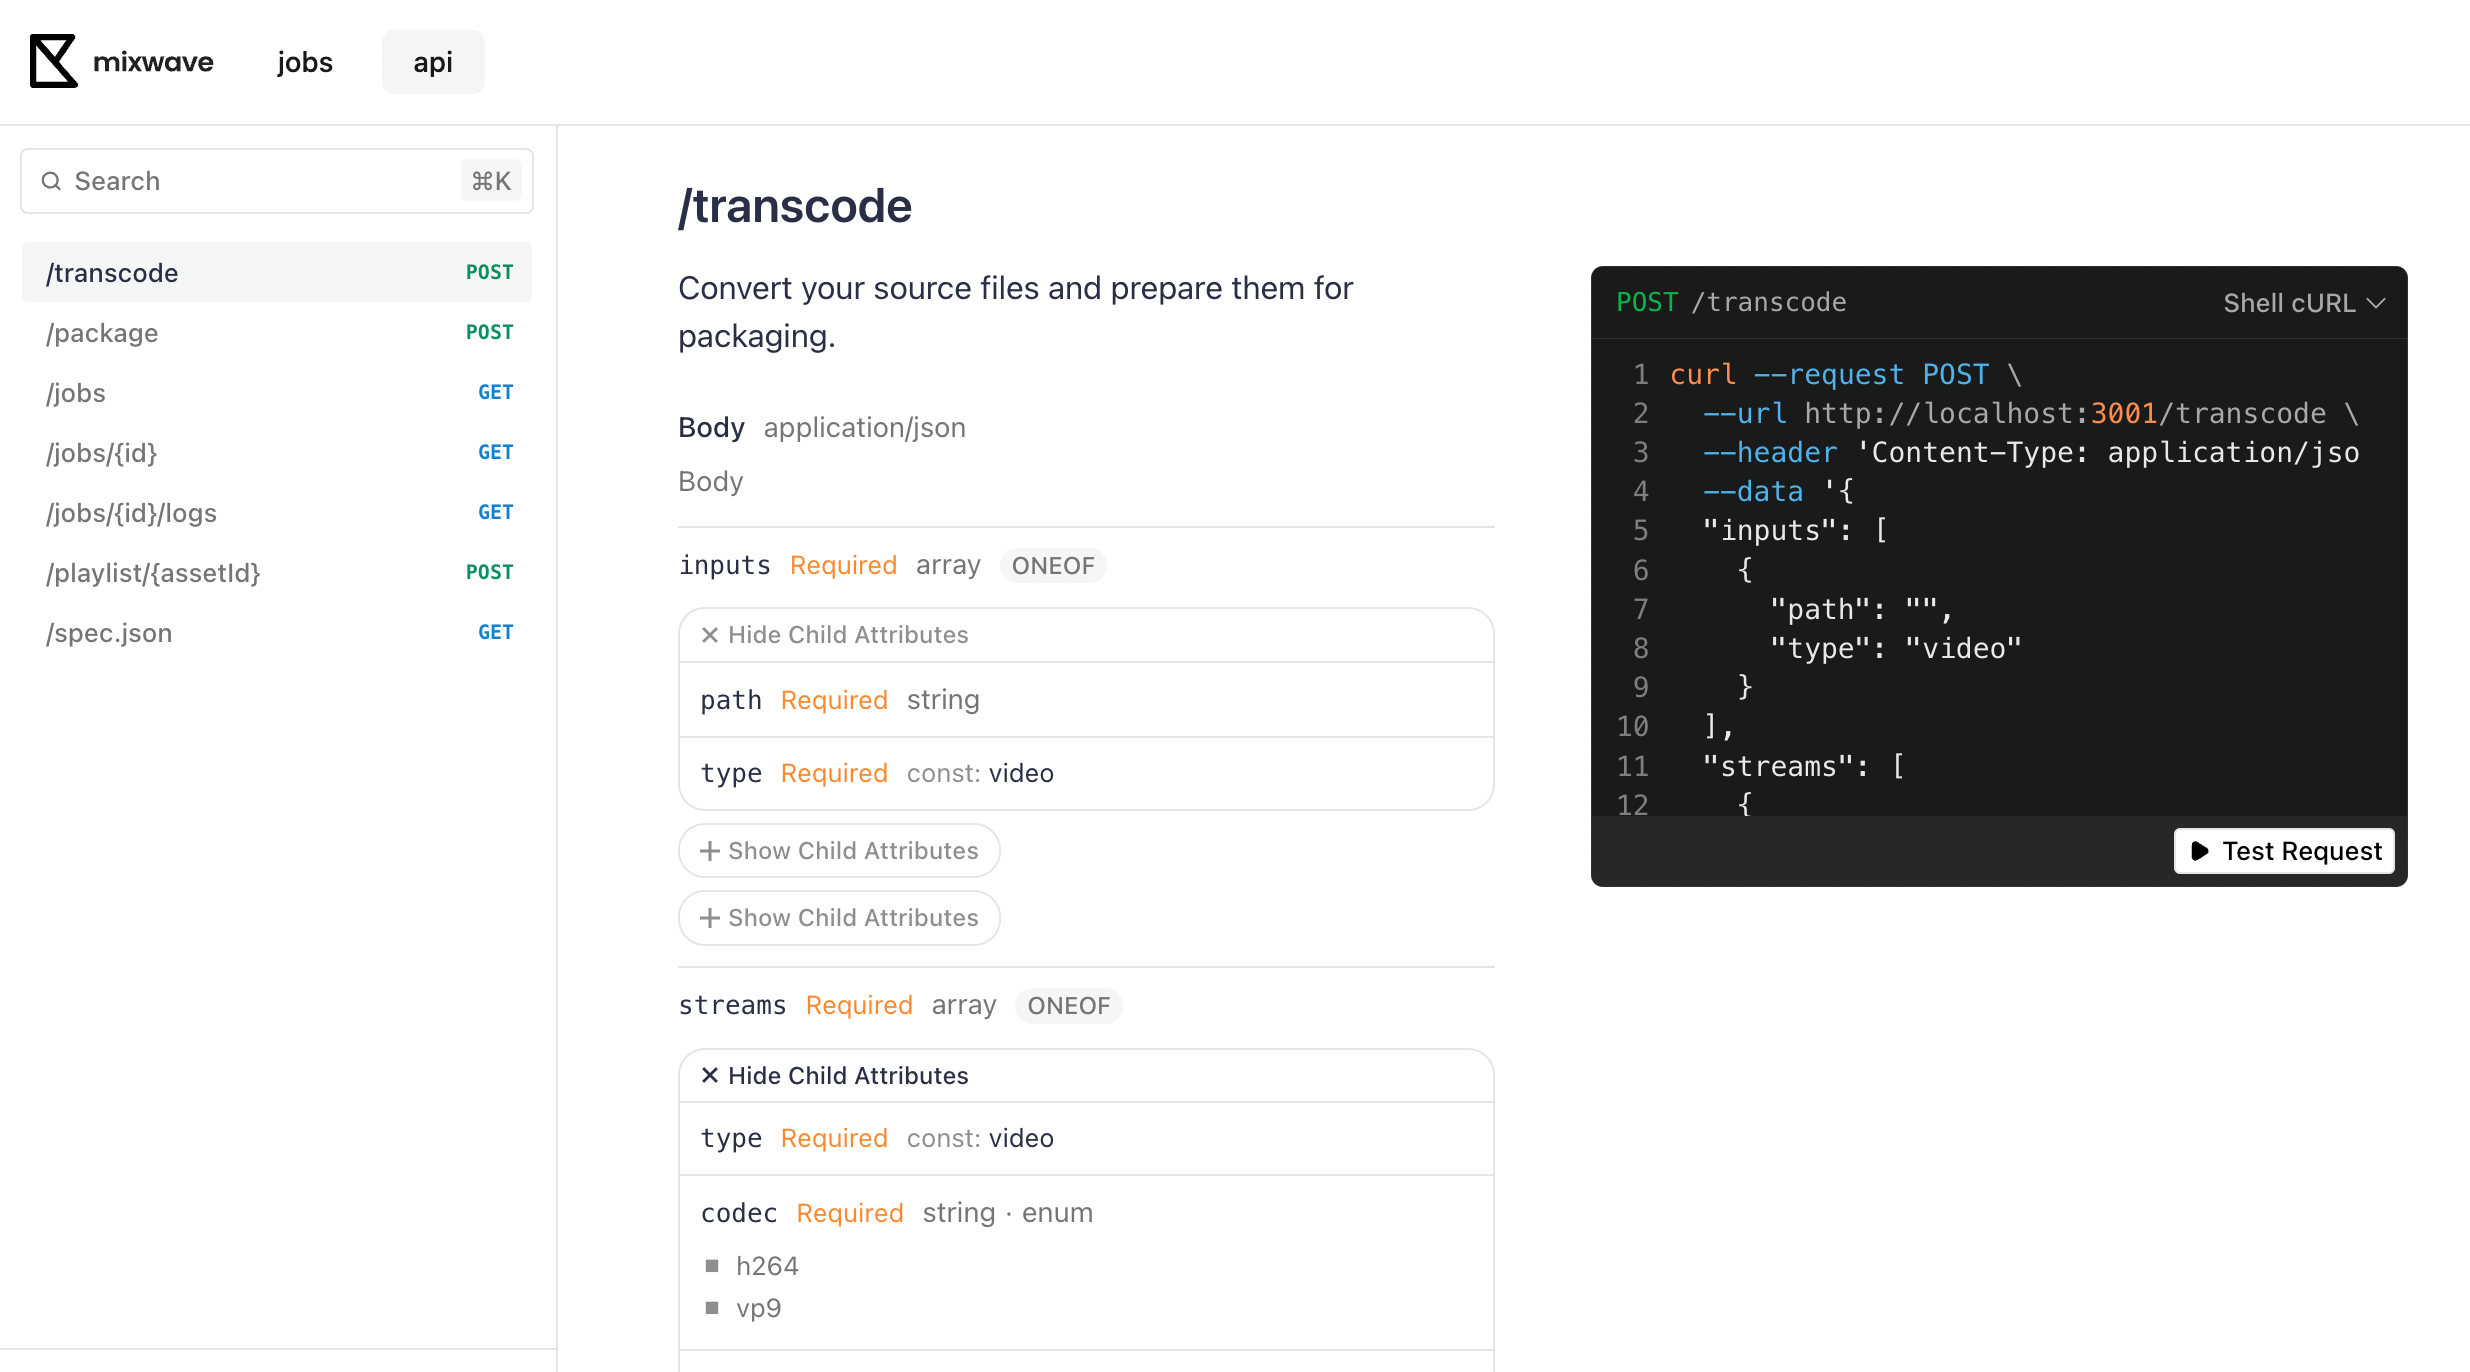 mixwave
jobs
api
Search
⌘K
/transcode POST
/package POST
/jobs GET
/jobs/{id} GET
/jobs/{id}/logs GET
/playlist/{assetId} POST
/spec.json GET
/transcode
Convert your source files and prepare them for
packaging.
Body application/json
Body
inputs Required array ONEOF
Hide Child Attributes
path Required string
type Required const: video
Show Child Attributes
Show Child Attributes
streams Required array ONEOF
Hide Child Attributes
type Required const: video
codec Required string · enum
h264
vp9
POST /transcode
Shell cURL
1 curl --request POST \
2 --url http://localhost:3001/transcode \
3 --header 'Content-Type: application/jso
4 --data '{
5 "inputs": [
6 {
7 "path": "",
8 "type": "video"
9 }
10 ],
11 "streams": [
12 {
Test Request